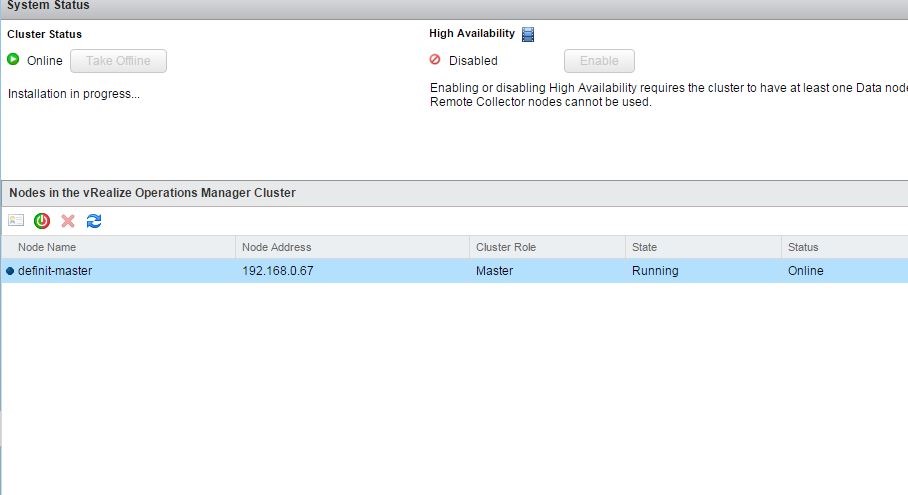 System Status
Cluster Status
High Availability
Online
Take Offline
Disabled
Enable
Installation in progress...
Enabling or disabling High Availability requires the cluster to have at least one Data node
Remote Collector nodes cannot be used.
Nodes in the vRealize Operations Manager Cluster
Node Name Node Address Cluster Role State Status
definit-master 192.168.0.67 Master Running Online